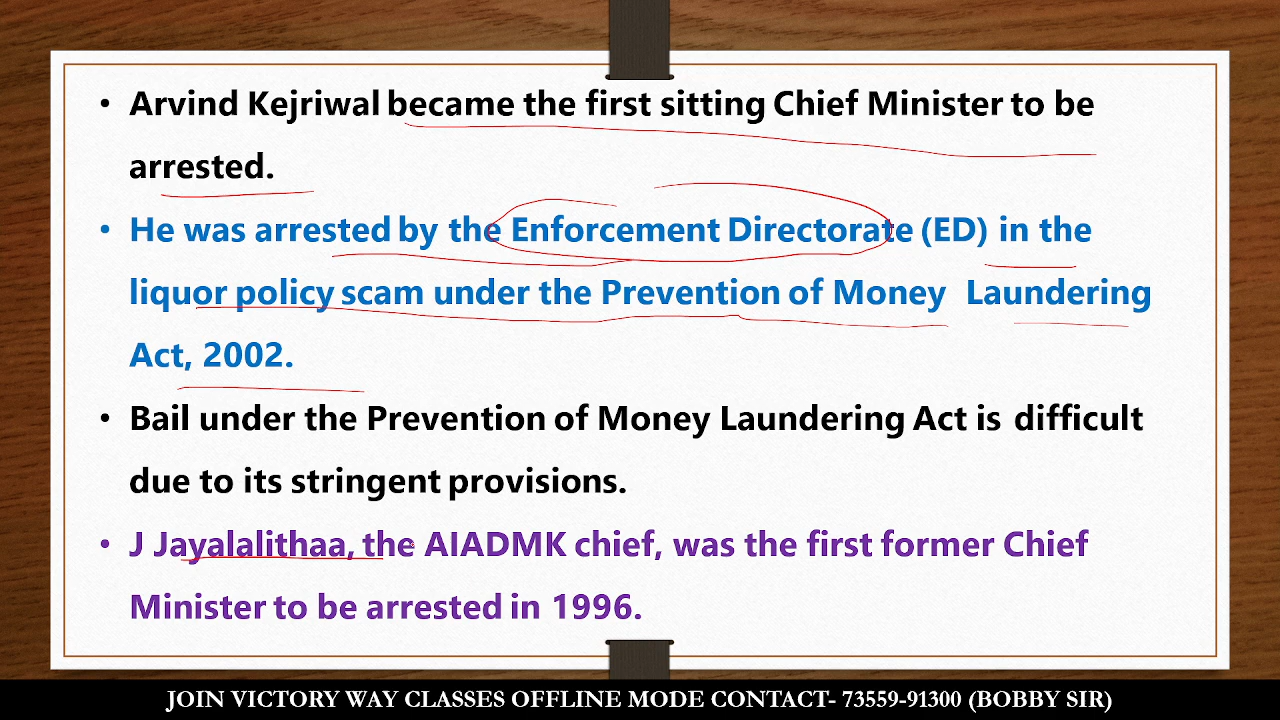 • Arvind Kejriwal became the first sitting Chief Minister to be
arrested.
• He was arrested by the Enforcement Directorate (ED) in the
liquor policy scam under the Prevention of Money Laundering
Act, 2002.
• Bail under the Prevention of Money Laundering Act is difficult
due to its stringent provisions.
• J Jayalalithaa, the AIADMK chief, was the first former Chief
Minister to be arrested in 1996.
JOIN VICTORY WAY CLASSES OFFLINE MODE CONTACT- 73559-91300 (BOBBY SIR)